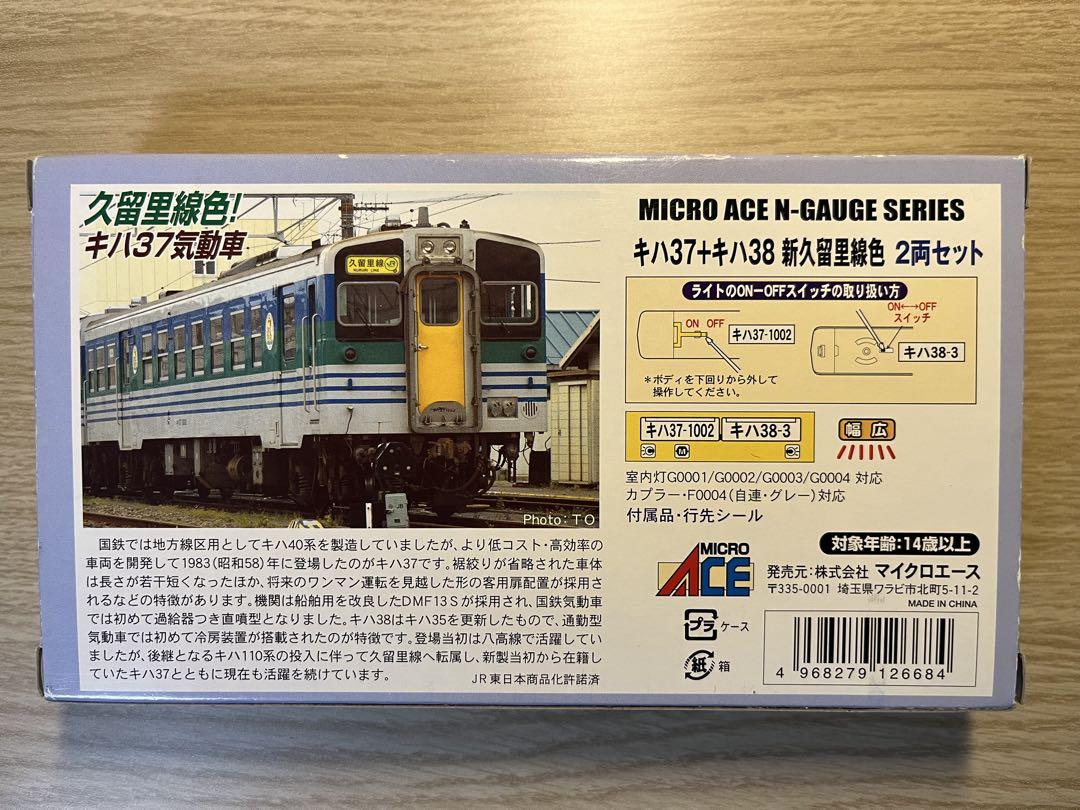 久留里線色!
キハ37気動車
久留里線
KURURI LINE
Photo: TO
国鉄では地方線区用としてキハ40系を製造していましたが、より低コスト・高効率の
車両を開発して1983(昭和58)年に登場したのがキハ37です。裾絞りが省略された車体
は長さが若干短くなったほか、将来のワンマン運転を見越した形の客用扉配置が採用さ
れるなどの特徴があります。機関は船舶用を改良したDMF13Sが採用され、国鉄気動車
では初めて過給器つき直噴型となりました。キハ38はキハ35を更新したもので、通勤型
気動車では初めて冷房装置が搭載されたのが特徴です。登場当初は八高線で活躍してい
ましたが、後継となるキハ110系の投入に伴って久留里線へ転属し、新製当初から在籍し
ていたキハ37とともに現在も活躍を続けています。
JR東日本商品化許諾済
MICRO ACE N-GAUGE SERIES
キハ37+キハ38 新久留里線色 2両セット
ライトのON−OFFスイッチの取り扱い方
ON OFF
キハ37-1002
*ボディを下回りから外して
操作してください。
ON←→OFF
スイッチ
キハ38-3
キハ37-1002 キハ38-3
C M
幅広
室内灯G0001/G0002/G0003/G0004 対応
カプラー・F0004(自連・グレー)対応
付属品・行先シール
対象年齢:14歳以上
MICRO
ACE
発売元:株式会社 マイクロエース
〒335-0001 埼玉県ワラビ市北町5-11-2
MADE IN CHINA
プラ ケース
紙 箱
4 968279 126684